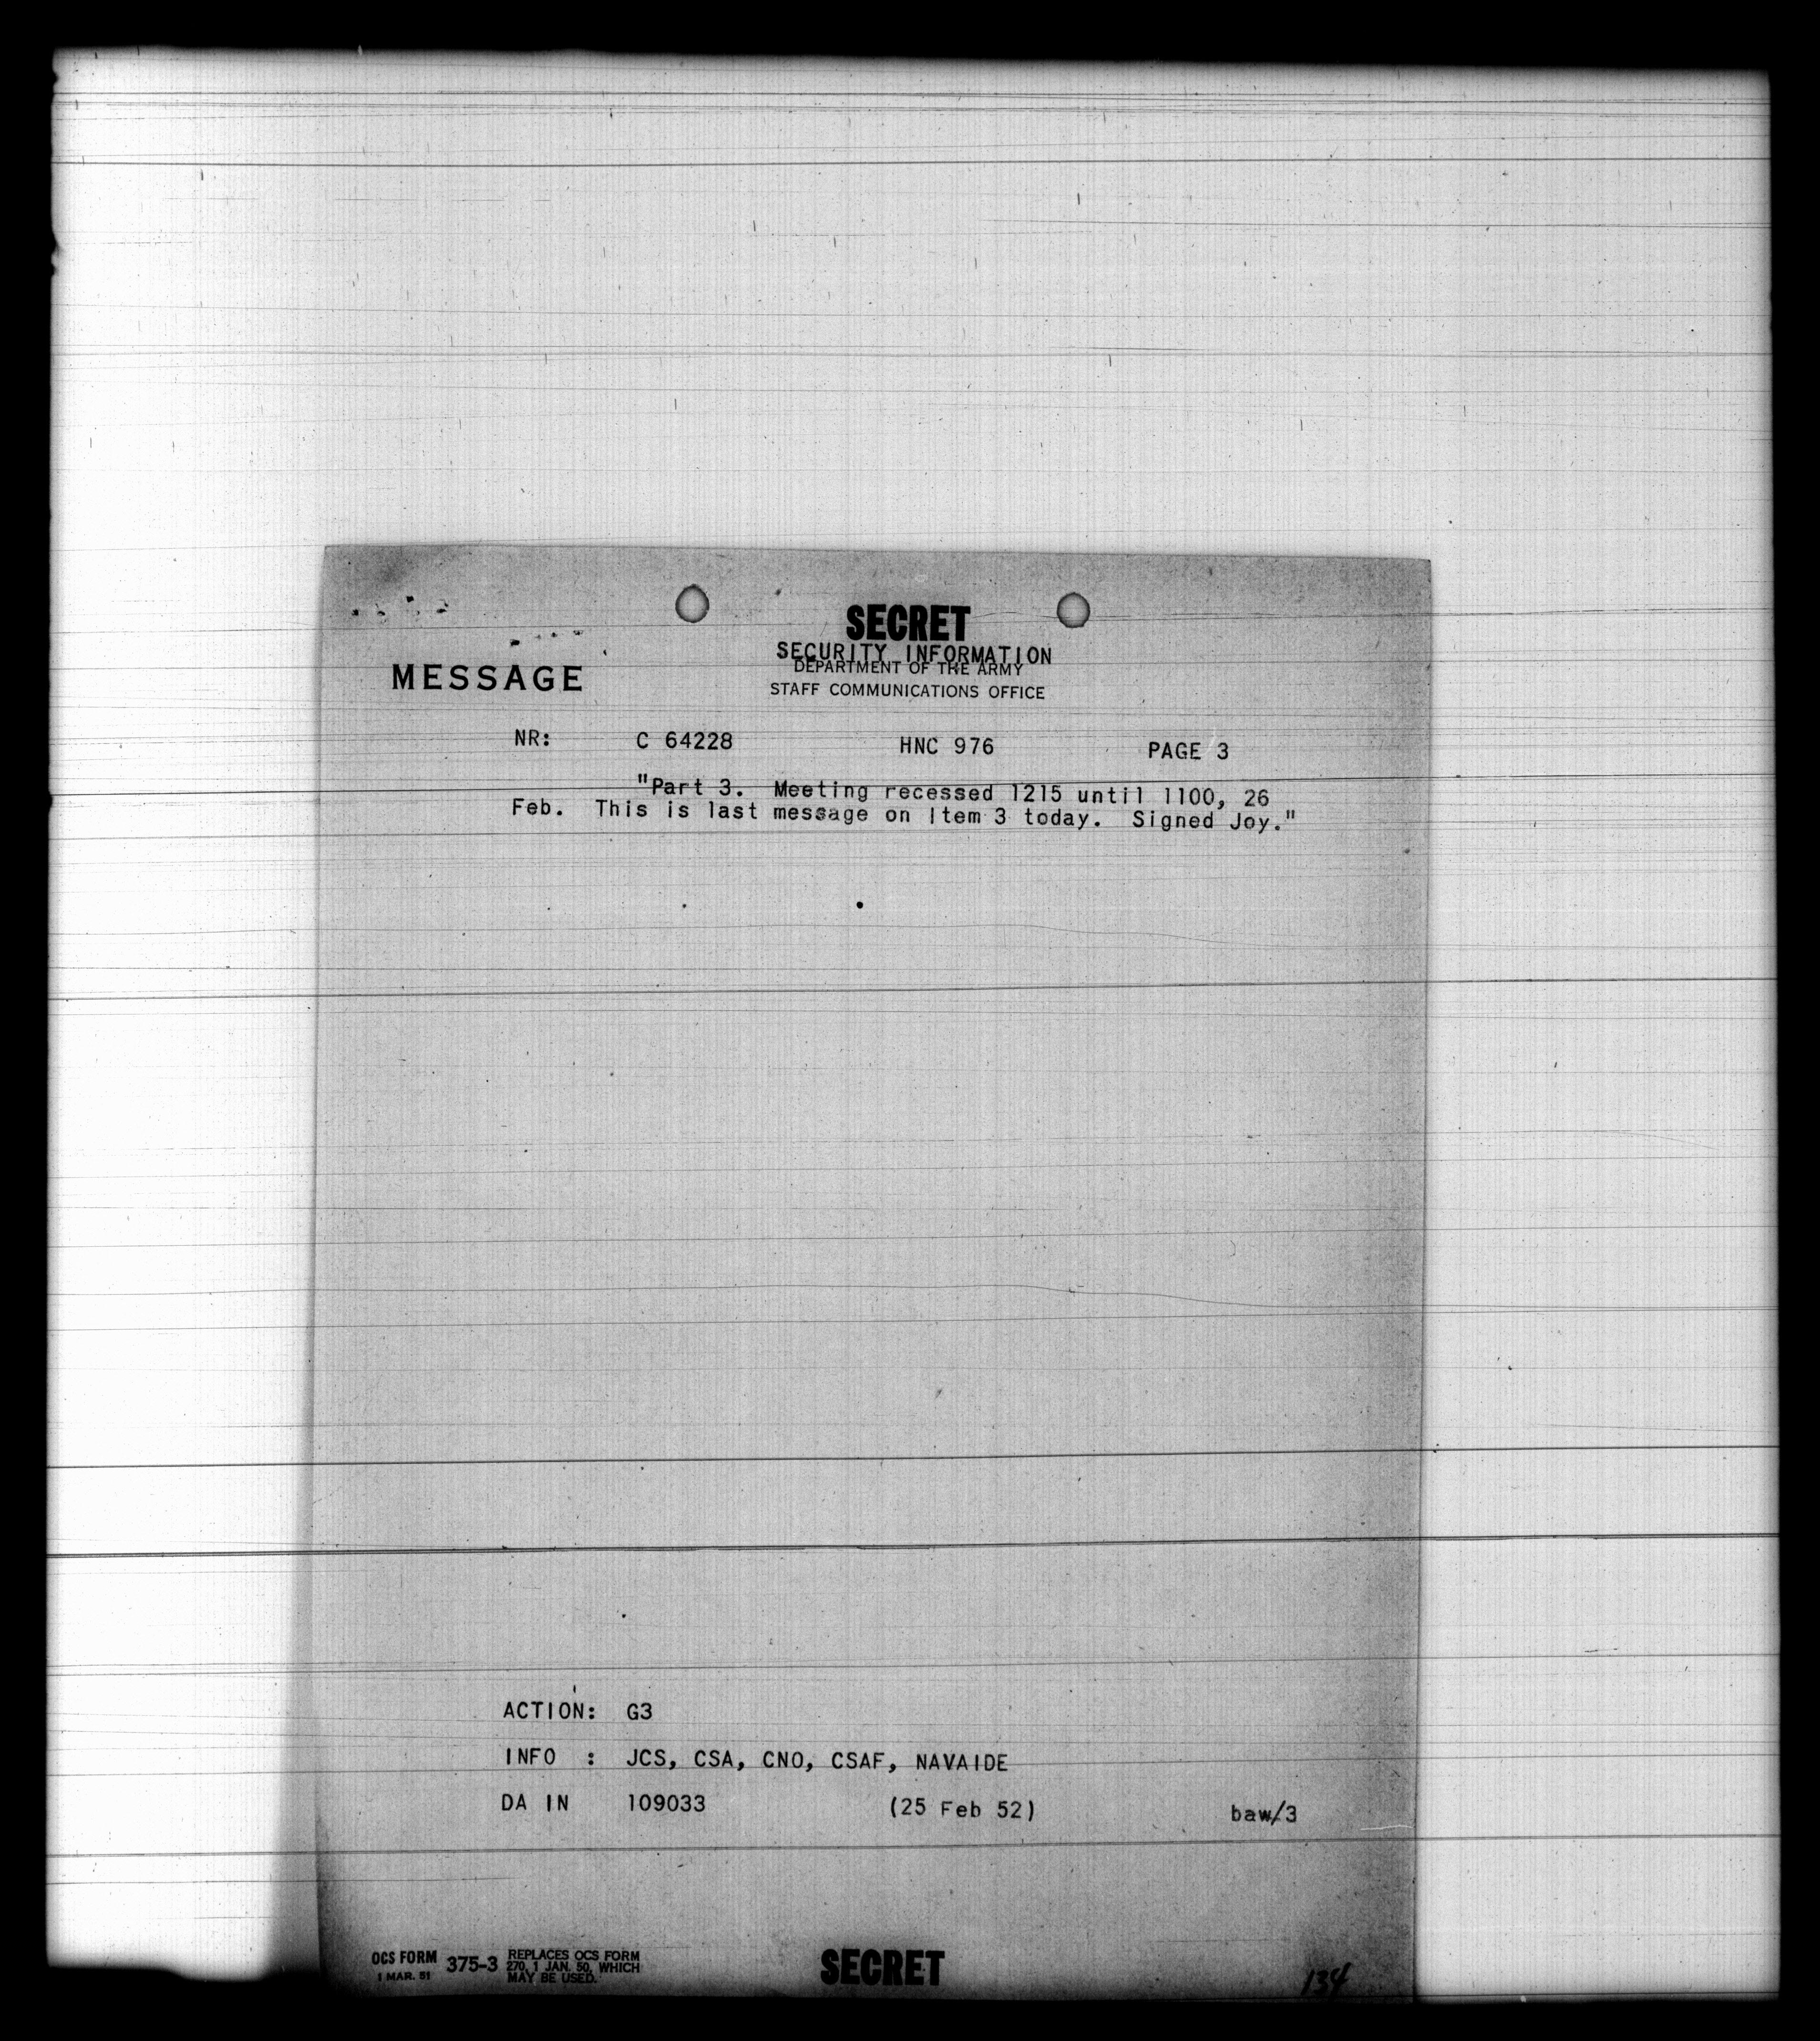 SECRET
SECURITY INFORMATION
DEPARTMENT OF THE ARMY
STAFF COMMUNICATIONS OFFICE
MESSAGE
NR: C 64228 HNC 976 PAGE 3
"Part 3. Meeting recessed 1215 until 1100, 26
Feb. This is last message on Item 3 today. Signed Joy."
ACTION: G3
INFO : JCS, CSA, CNO, CSAF, NAVAIDE
DA IN 109033 (25 Feb 52) baw/3
OCS FORM 375-3 REPLACES OCS FORM
1 MAR. 51 270, 1 JAN. 50, WHICH
MAY BE USED.
SECRET
134